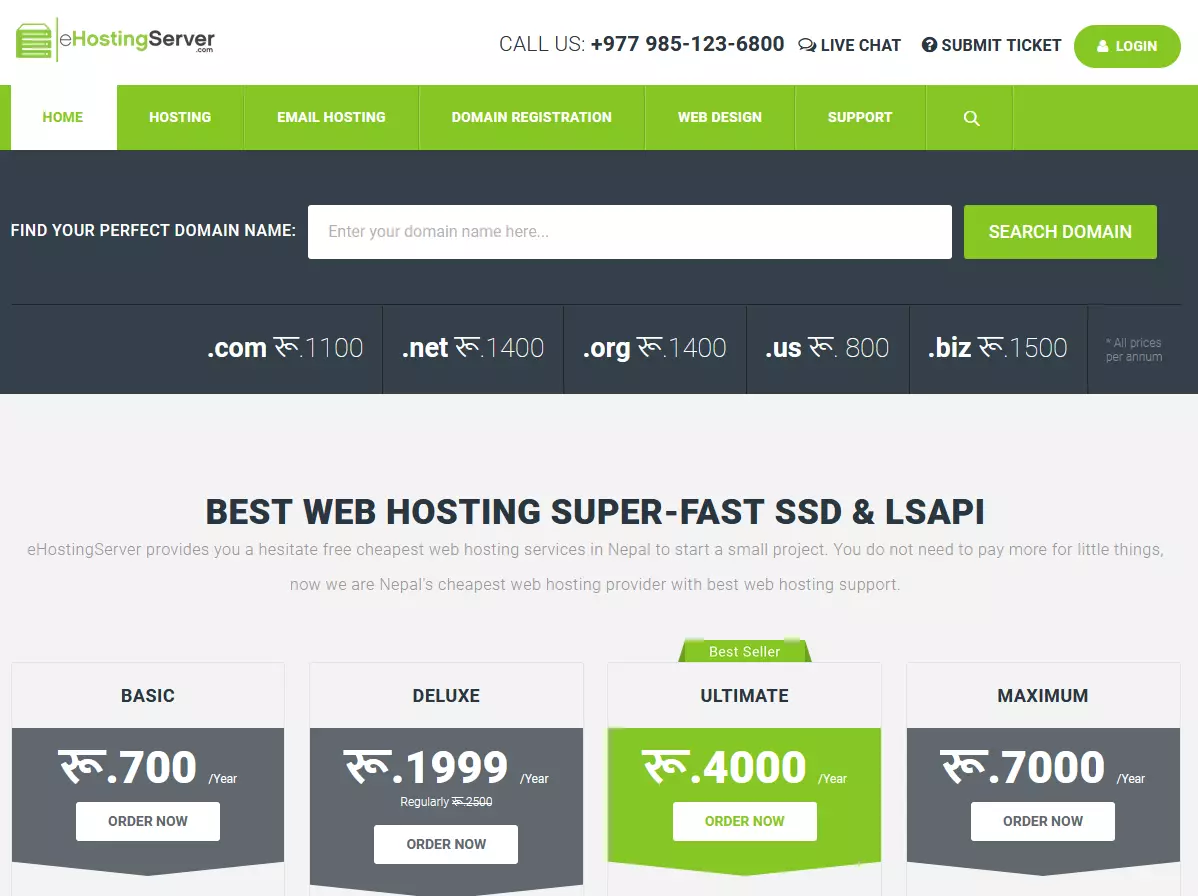 eHostingServer
.com
CALL US: +977 985-123-6800 LIVE CHAT SUBMIT TICKET LOGIN
HOME HOSTING EMAIL HOSTING DOMAIN REGISTRATION WEB DESIGN SUPPORT
FIND YOUR PERFECT DOMAIN NAME: Enter your domain name here... SEARCH DOMAIN
.com रू.1100 .net रू.1400 .org रू.1400 .us रू. 800 .biz रू.1500 * All prices
per annum
BEST WEB HOSTING SUPER-FAST SSD & LSAPI
eHostingServer provides you a hesitate free cheapest web hosting services in Nepal to start a small project. You do not need to pay more for little things,
now we are Nepal's cheapest web hosting provider with best web hosting support.
Best Seller
BASIC DELUXE ULTIMATE MAXIMUM
रू.700 /Year रू.1999 /Year रू.4000 /Year रू.7000 /Year
Regularly रू.2500
ORDER NOW ORDER NOW ORDER NOW ORDER NOW